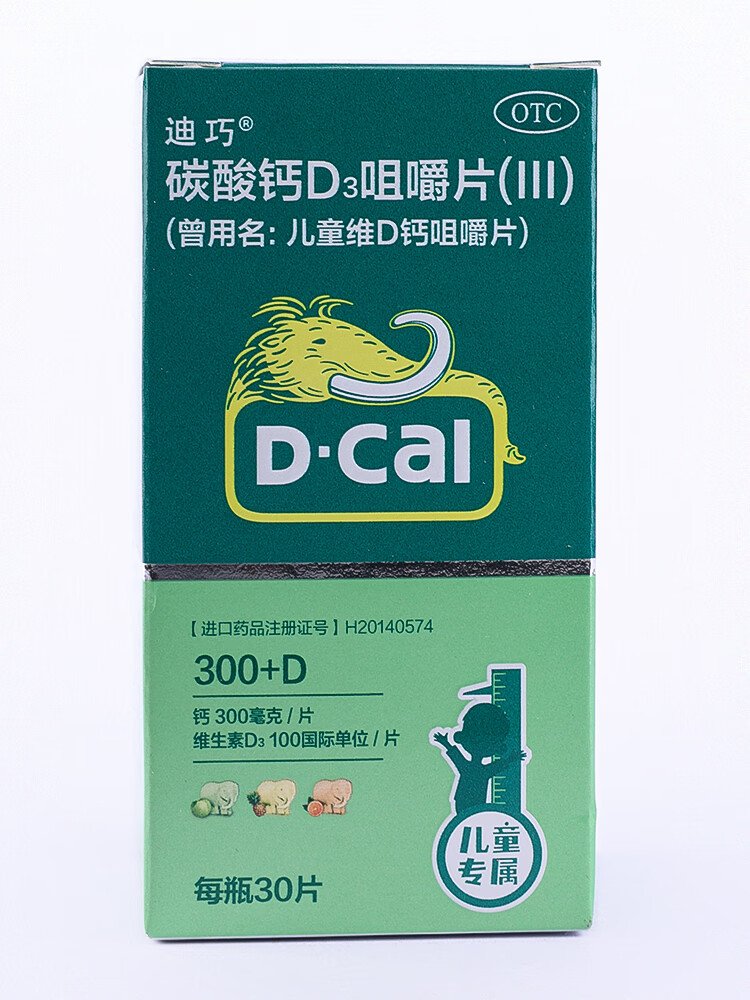 OTC
迪巧®
碳酸钙D₃咀嚼片(III)
(曾用名: 儿童维D钙咀嚼片)
D·Cal
【进口药品注册证号】H20140574
300+D
钙 300毫克 / 片
维生素D₃ 100国际单位 / 片
儿童
专属
每瓶30片